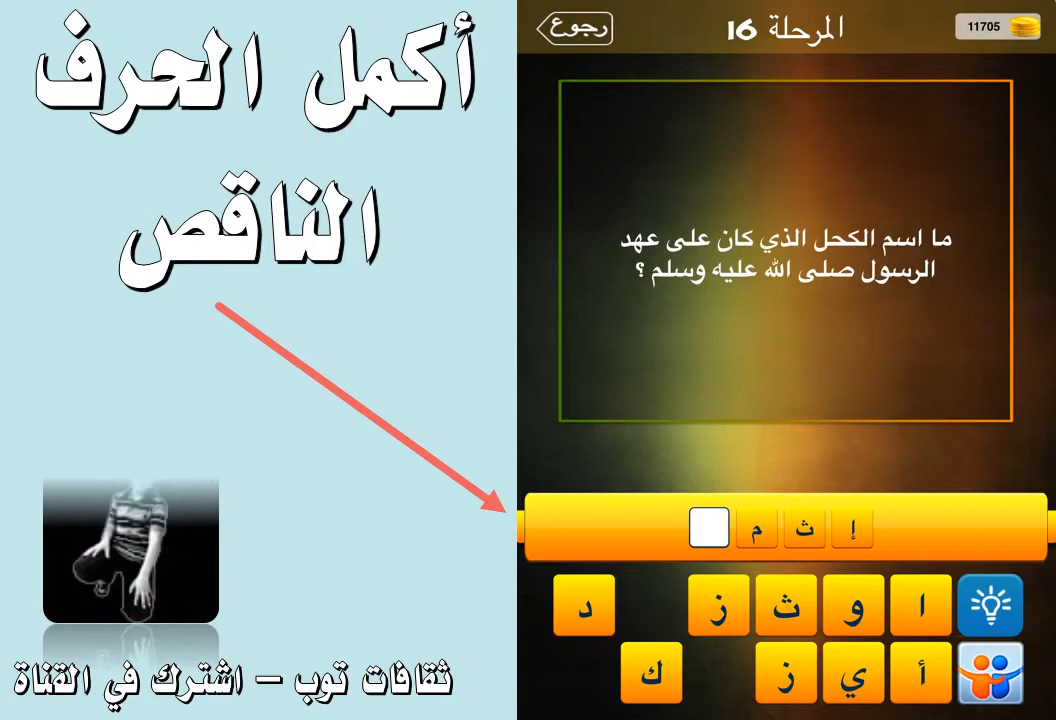 أكمل الحرف
الناقص
ثقافات توب – اشترك في القناة
رجوع
المرحلة 16
11705
ما اسم الكحل الذي كان على عهد
الرسول صلى الله عليه وسلم ؟
إ ث م
ا و ث ز د
أ ي ز ك